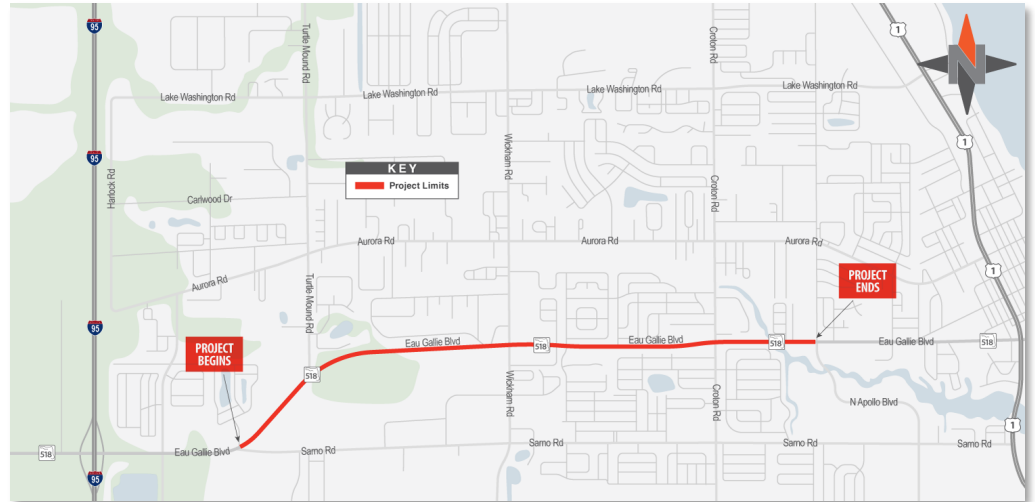 95
Turtle Mound Rd
Croton Rd
1
N
Lake Washington Rd
Lake Washington Rd
Lake Washington Rd
Lake Washington Rd
95
Harlock Rd
Wickham Rd
1
KEY
Project Limits
Carlwood Dr
Croton Rd
Aurora Rd
Aurora Rd
Aurora Rd
Aurora Rd
Turtle Mound Rd
1
PROJECT
ENDS
95
PROJECT
BEGINS
518
Eau Gallie Blvd
518
Eau Gallie Blvd
518
Eau Gallie Blvd
518
Wickham Rd
Croton Rd
N Apollo Blvd
1
518
Eau Gallie Blvd
Sarno Rd
Sarno Rd
Sarno Rd
Sarno Rd
95